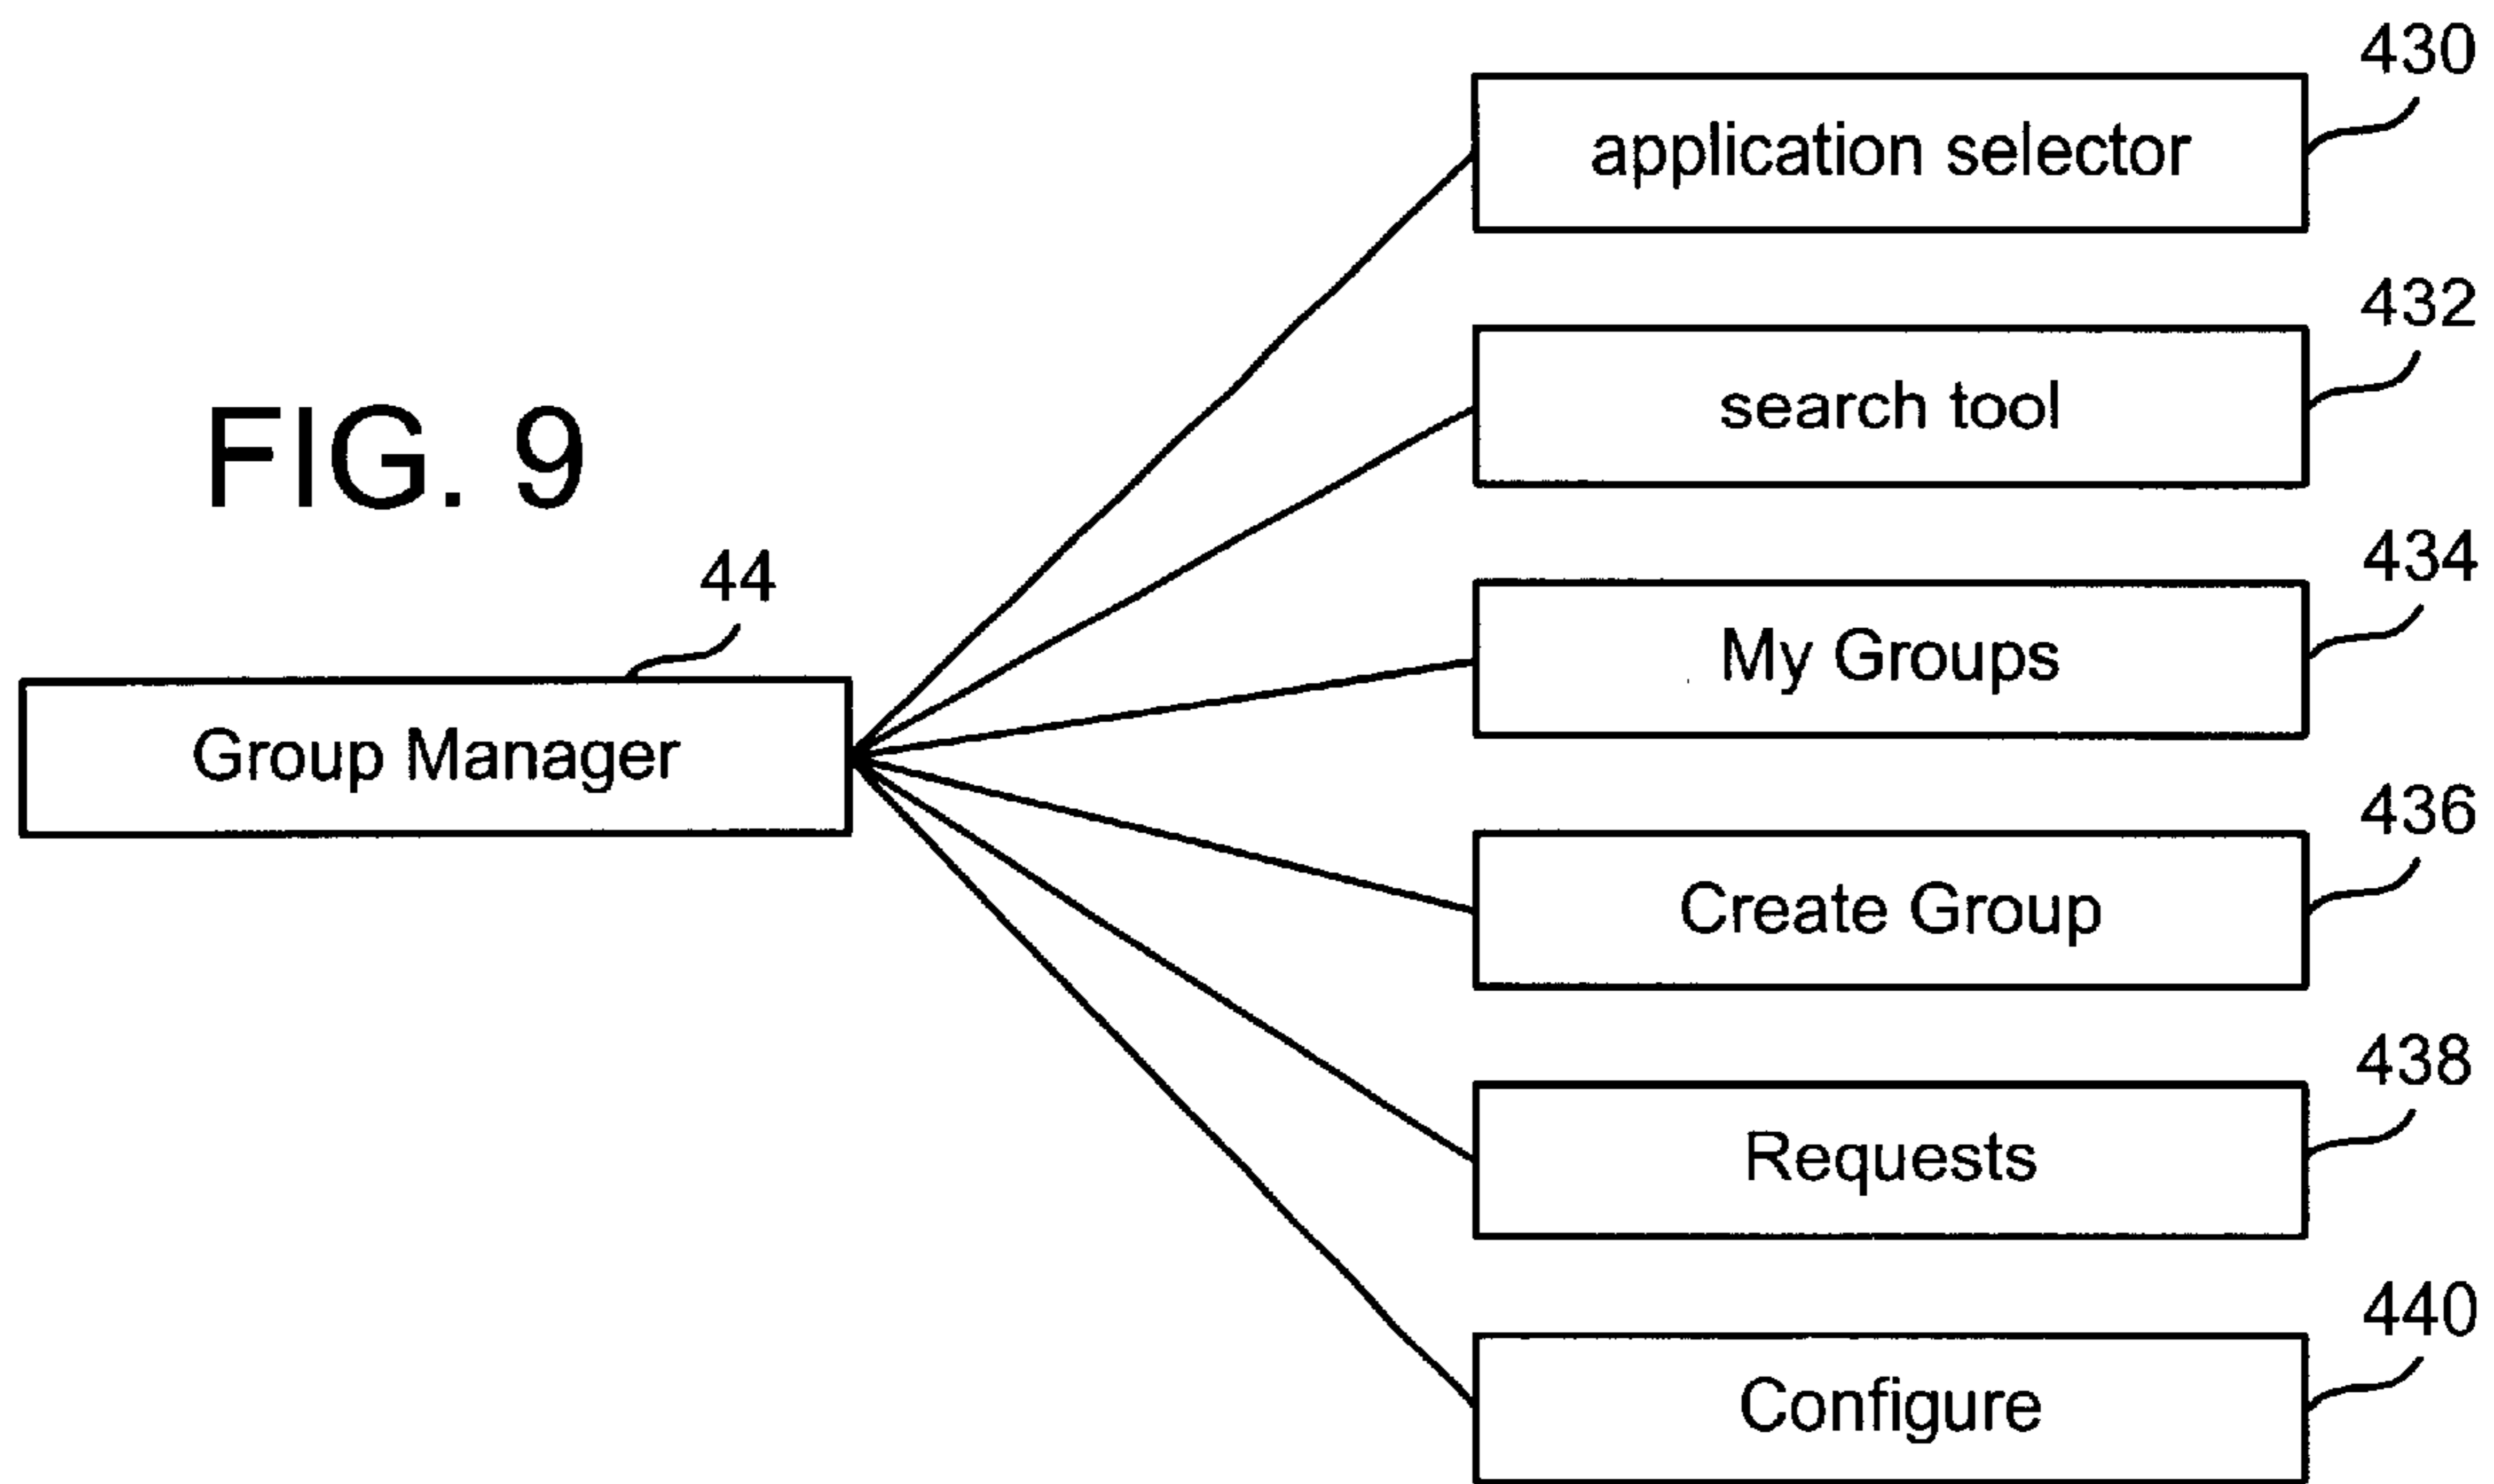 430
application selector
432
search tool
FIG. 9
434
44
My Groups
Group Manager
436
Create Group
438
Requests
440
Configure